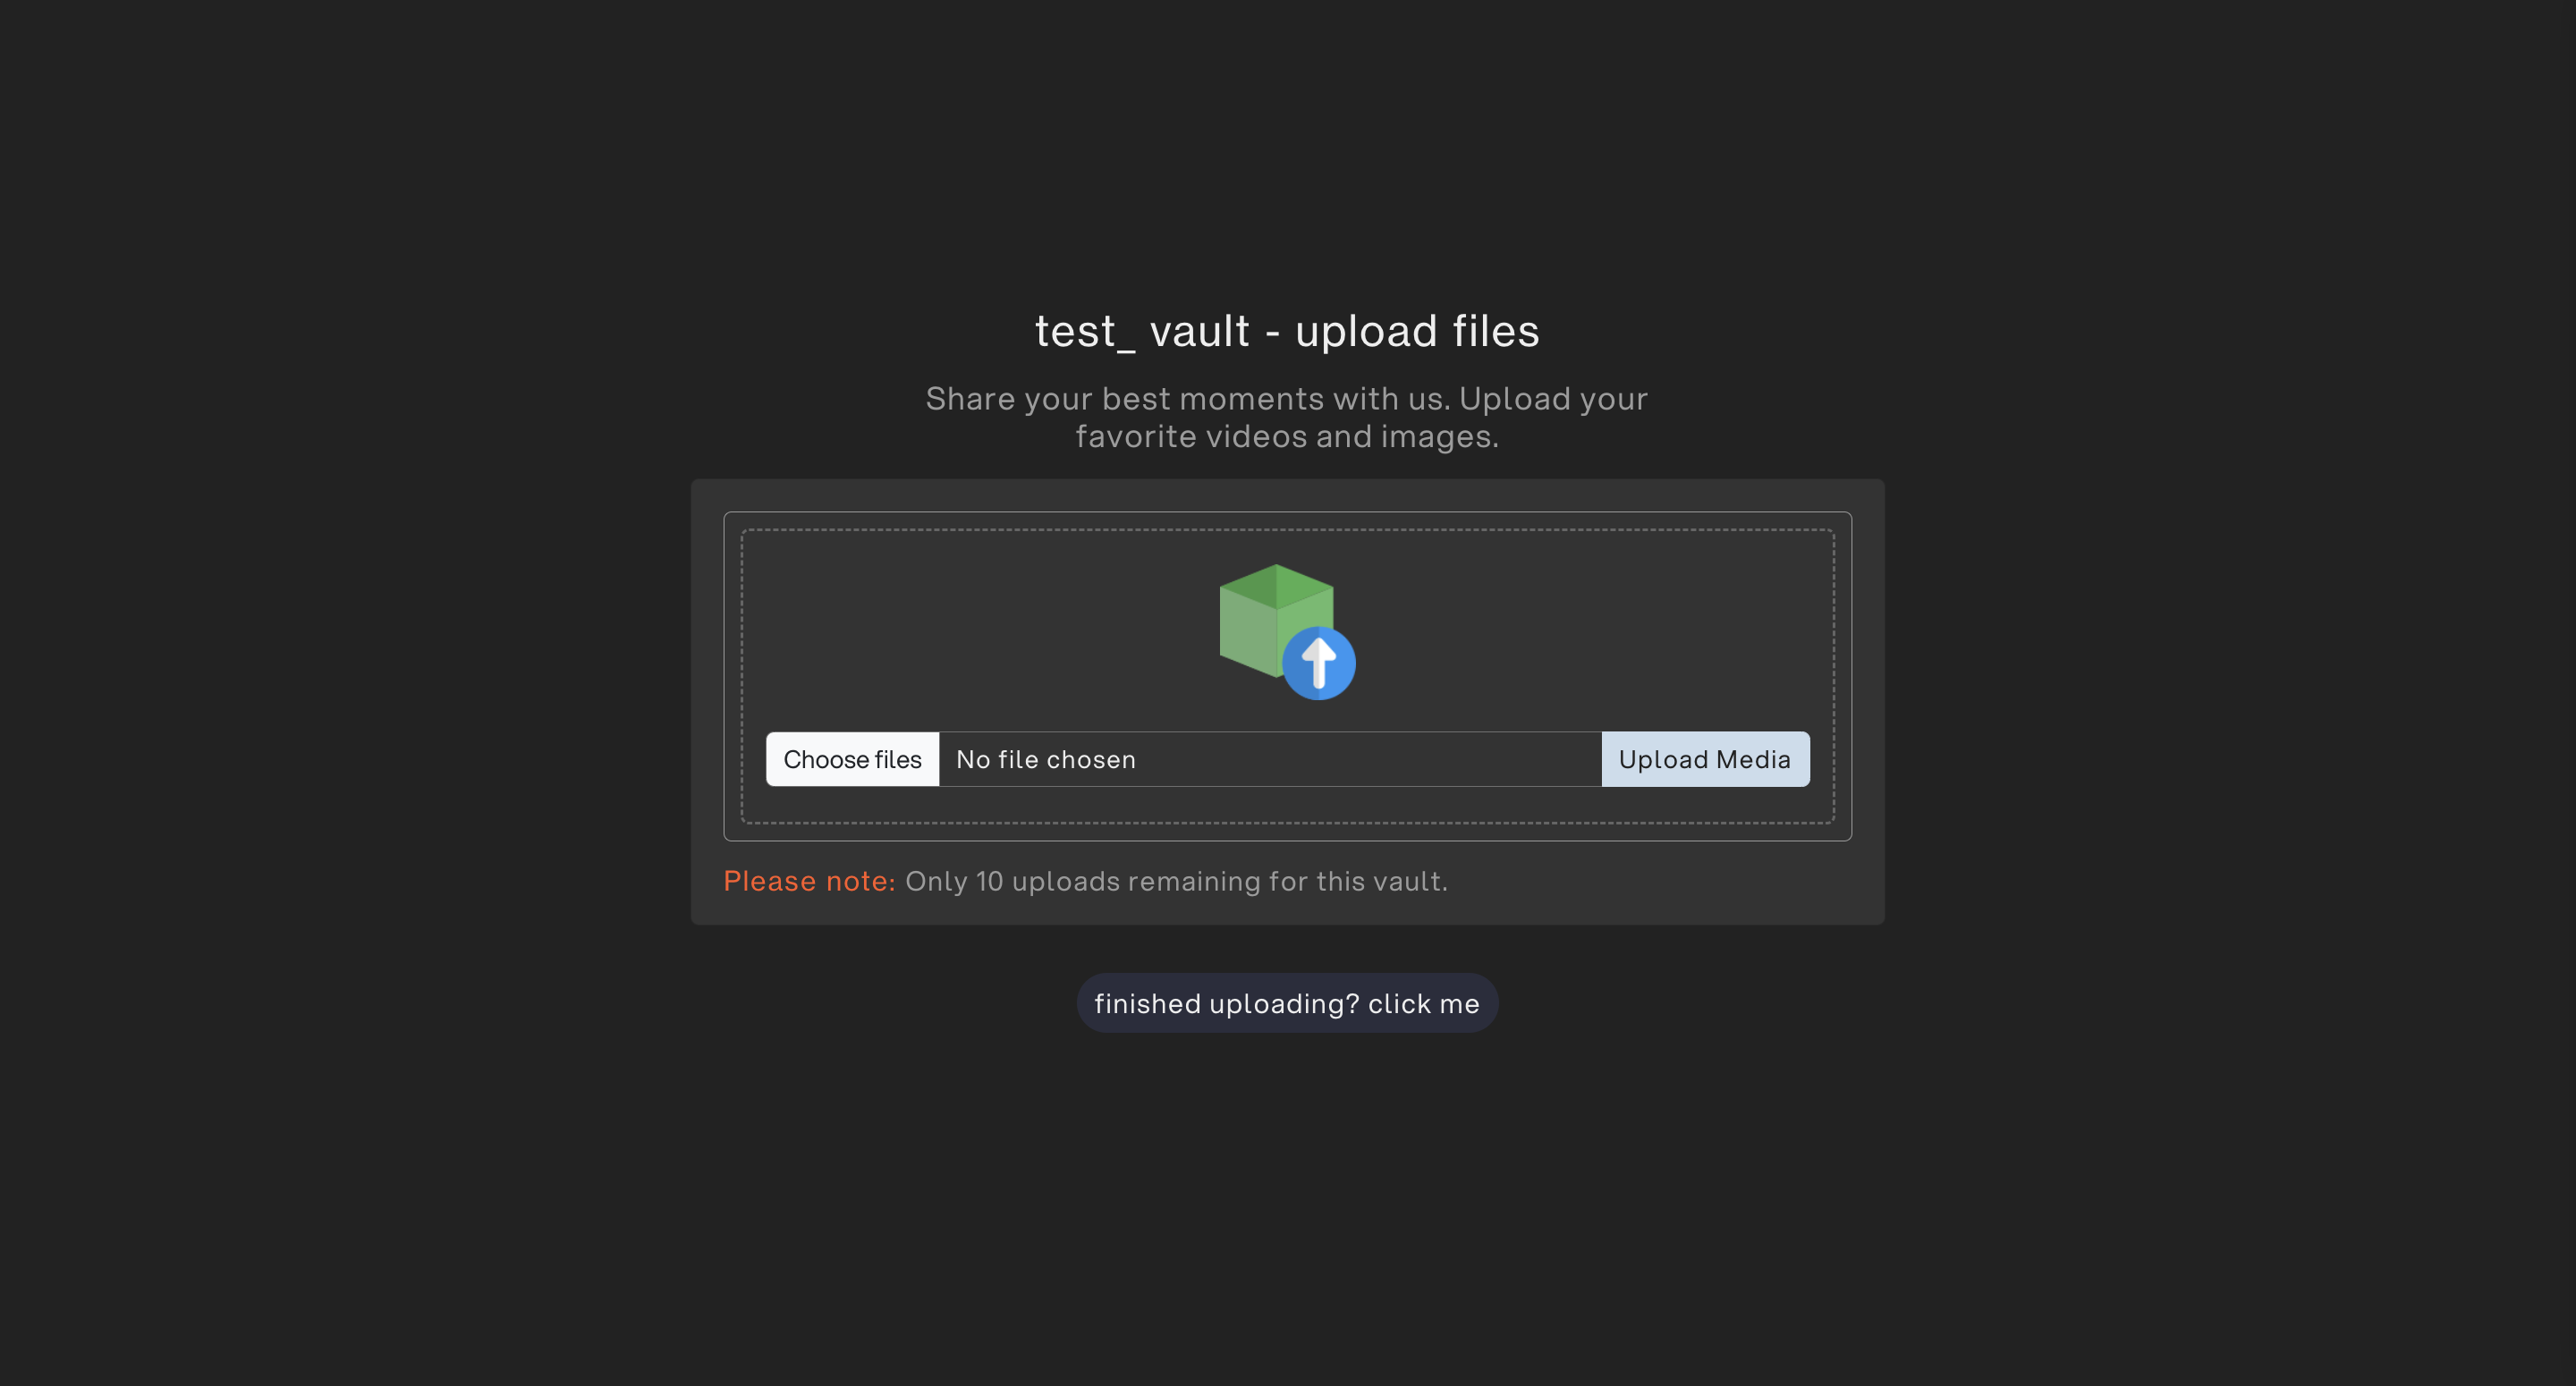 test_ vault - upload files
Share your best moments with us. Upload your
favorite videos and images.
Choose files No file chosen Upload Media
Please note: Only 10 uploads remaining for this vault.
finished uploading? click me